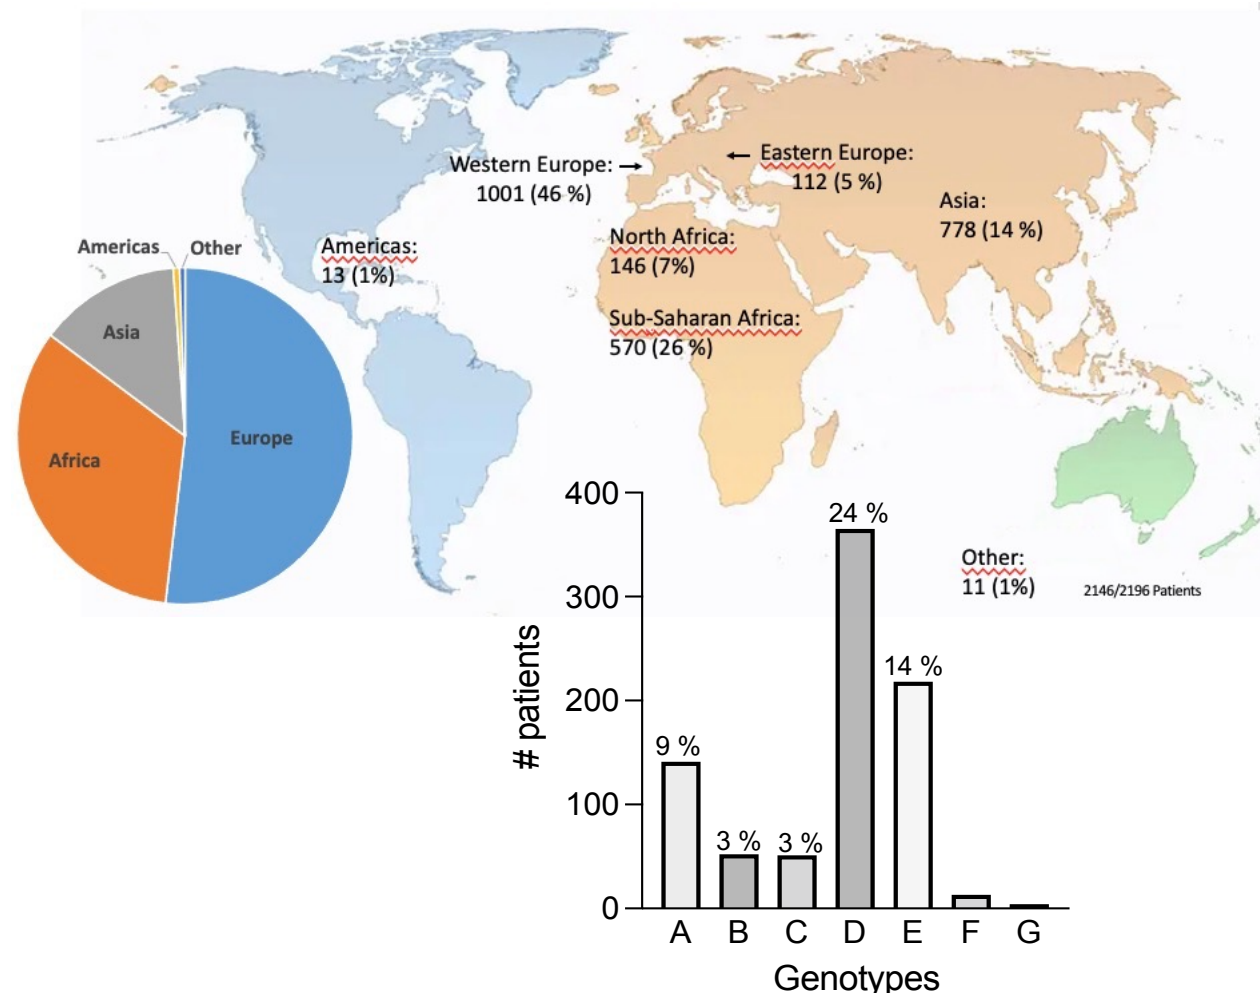 Western Europe:
1001 (46 %)
Eastern Europe:
112 (5 %)
Asia:
778 (14 %)
Americas
Other
Americas:
13 (1%)
North Africa:
146 (7%)
Sub-Saharan Africa:
570 (26 %)
Asia
Africa
Europe
Other:
11 (1%)
2146/2196 Patients
# patients
400
300
200
100
0
9 %
3 %
3 %
24 %
14 %
A B C D E F G
Genotypes